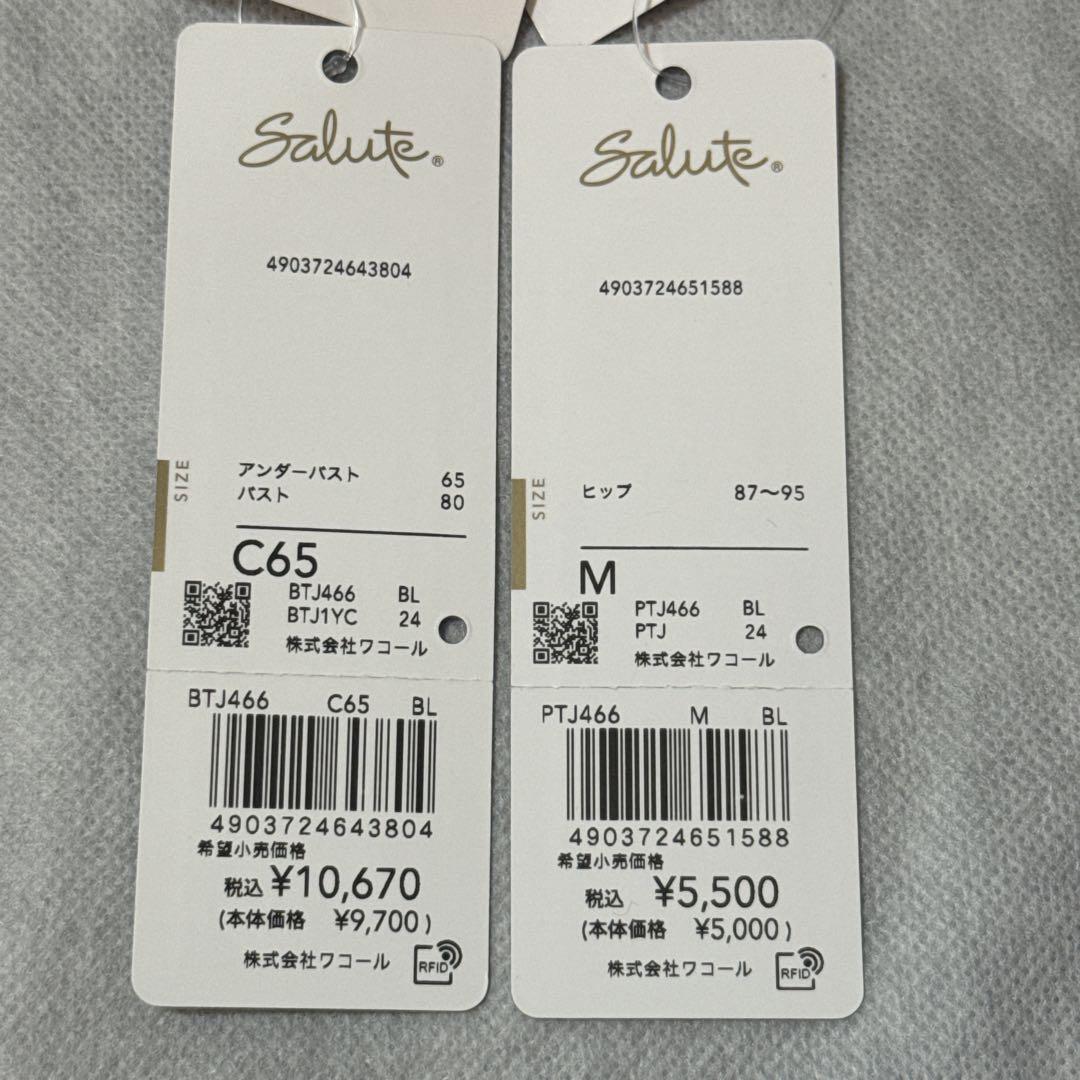 Salute®
4903724643804
SIZE
アンダーバスト 65
バスト 80
C65
BTJ466 BL
BTJ1YC 24
株式会社ワコール
BTJ466 C65 BL
4903724643804
希望小売価格
税込 ¥10,670
(本体価格 ¥9,700)
株式会社ワコール
RFID
Salute®
4903724651588
SIZE
ヒップ 87〜95
M
PTJ466 BL
PTJ 24
株式会社ワコール
PTJ466 M BL
4903724651588
希望小売価格
税込 ¥5,500
(本体価格 ¥5,000)
株式会社ワコール
RFID